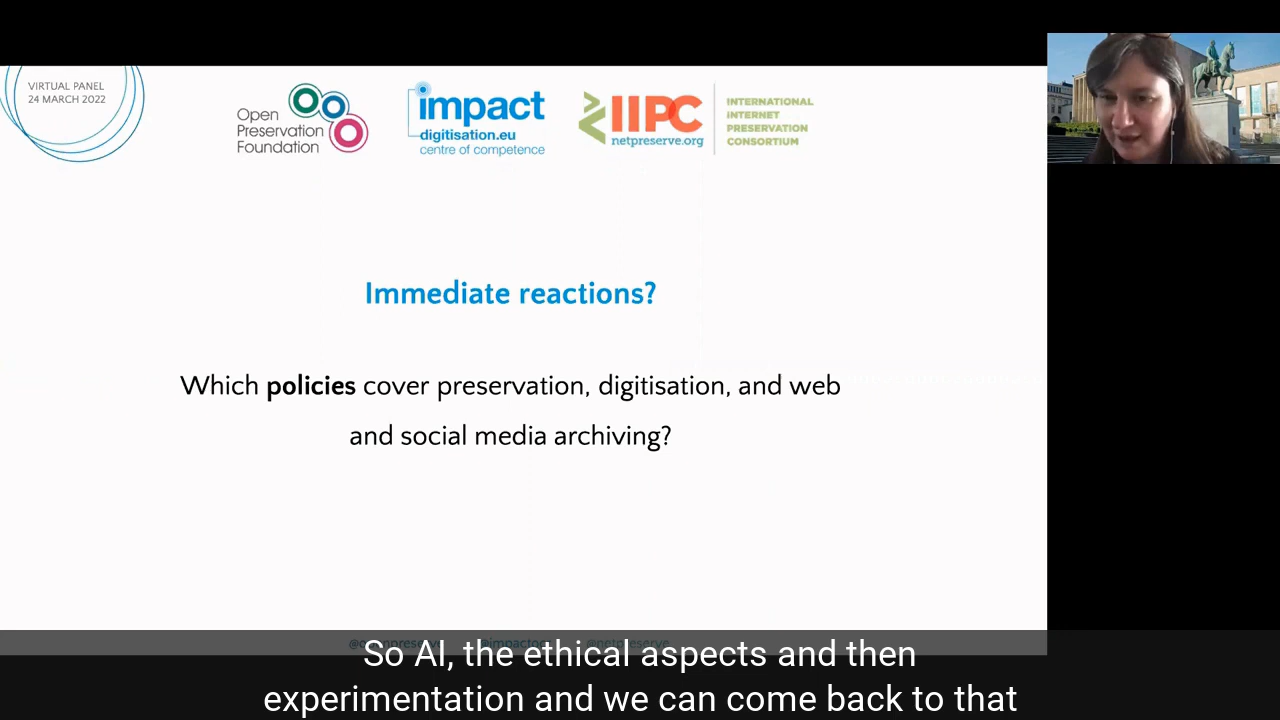 VIRTUAL PANEL
24 MARCH 2022
Open
Preservation
Foundation
impact
digitisation.eu
centre of competence
IIPC
netpreserve.org
INTERNATIONAL
INTERNET
PRESERVATION
CONSORTIUM
Immediate reactions?
Which policies cover preservation, digitisation, and web
and social media archiving?
So AI, the ethical aspects and then
experimentation and we can come back to that